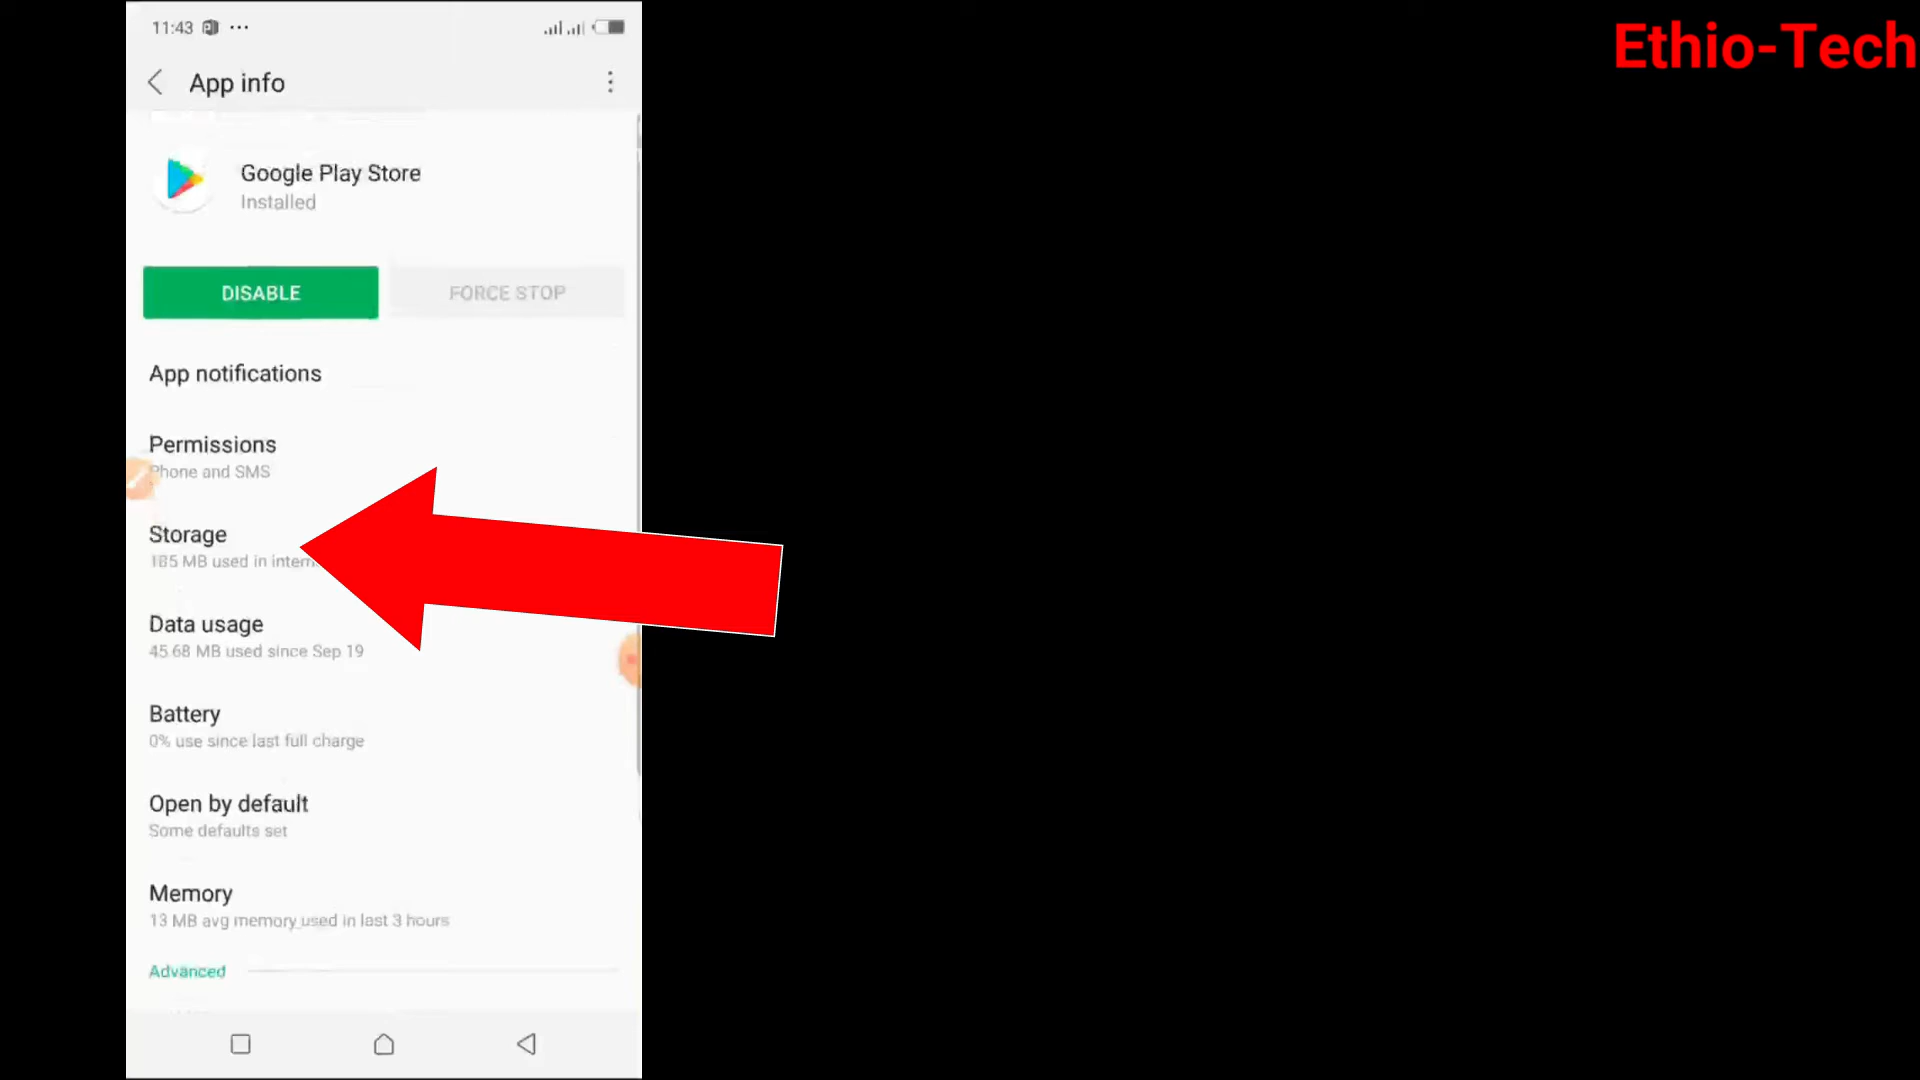 Ethio-Tech
11:43
App info
Google Play Store
Installed
DISABLE
FORCE STOP
App notifications
Permissions
Phone and SMS
Storage
185 MB used in
Data usage
45.68 MB used since Sep 19
Battery
0% use since last full charge
Open by default
Some defaults set
Memory
13 MB avg memory used in last 3 hours
Advanced